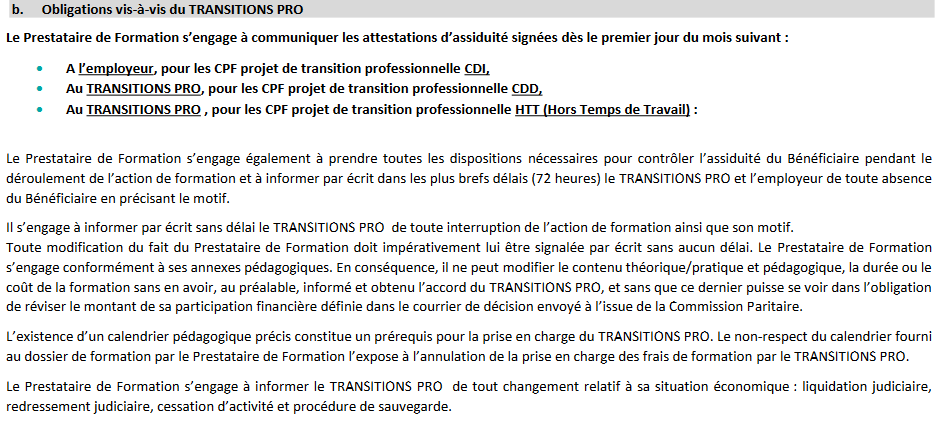 b. Obligations vis-à-vis du TRANSITIONS PRO
Le Prestataire de Formation s’engage à communiquer les attestations d’assiduité signées dès le premier jour du mois suivant :
• A l’employeur, pour les CPF projet de transition professionnelle CDI,
• Au TRANSITIONS PRO, pour les CPF projet de transition professionnelle CDD,
• Au TRANSITIONS PRO , pour les CPF projet de transition professionnelle HTT (Hors Temps de Travail) :
Le Prestataire de Formation s’engage également à prendre toutes les dispositions nécessaires pour contrôler l’assiduité du Bénéficiaire pendant le
déroulement de l’action de formation et à informer par écrit dans les plus brefs délais (72 heures) le TRANSITIONS PRO et l’employeur de toute absence
du Bénéficiaire en précisant le motif.
Il s’engage à informer par écrit sans délai le TRANSITIONS PRO de toute interruption de l’action de formation ainsi que son motif.
Toute modification du fait du Prestataire de Formation doit impérativement lui être signalée par écrit sans aucun délai. Le Prestataire de Formation
s’engage conformément à ses annexes pédagogiques. En conséquence, il ne peut modifier le contenu théorique/pratique et pédagogique, la durée ou le
coût de la formation sans en avoir, au préalable, informé et obtenu l’accord du TRANSITIONS PRO, et sans que ce dernier puisse se voir dans l’obligation
de réviser le montant de sa participation financière définie dans le courrier de décision envoyé à l’issue de la Commission Paritaire.
L’existence d’un calendrier pédagogique précis constitue un prérequis pour la prise en charge du TRANSITIONS PRO. Le non-respect du calendrier fourni
au dossier de formation par le Prestataire de Formation l’expose à l’annulation de la prise en charge des frais de formation par le TRANSITIONS PRO.
Le Prestataire de Formation s’engage à informer le TRANSITIONS PRO de tout changement relatif à sa situation économique : liquidation judiciaire,
redressement judiciaire, cessation d’activité et procédure de sauvegarde.